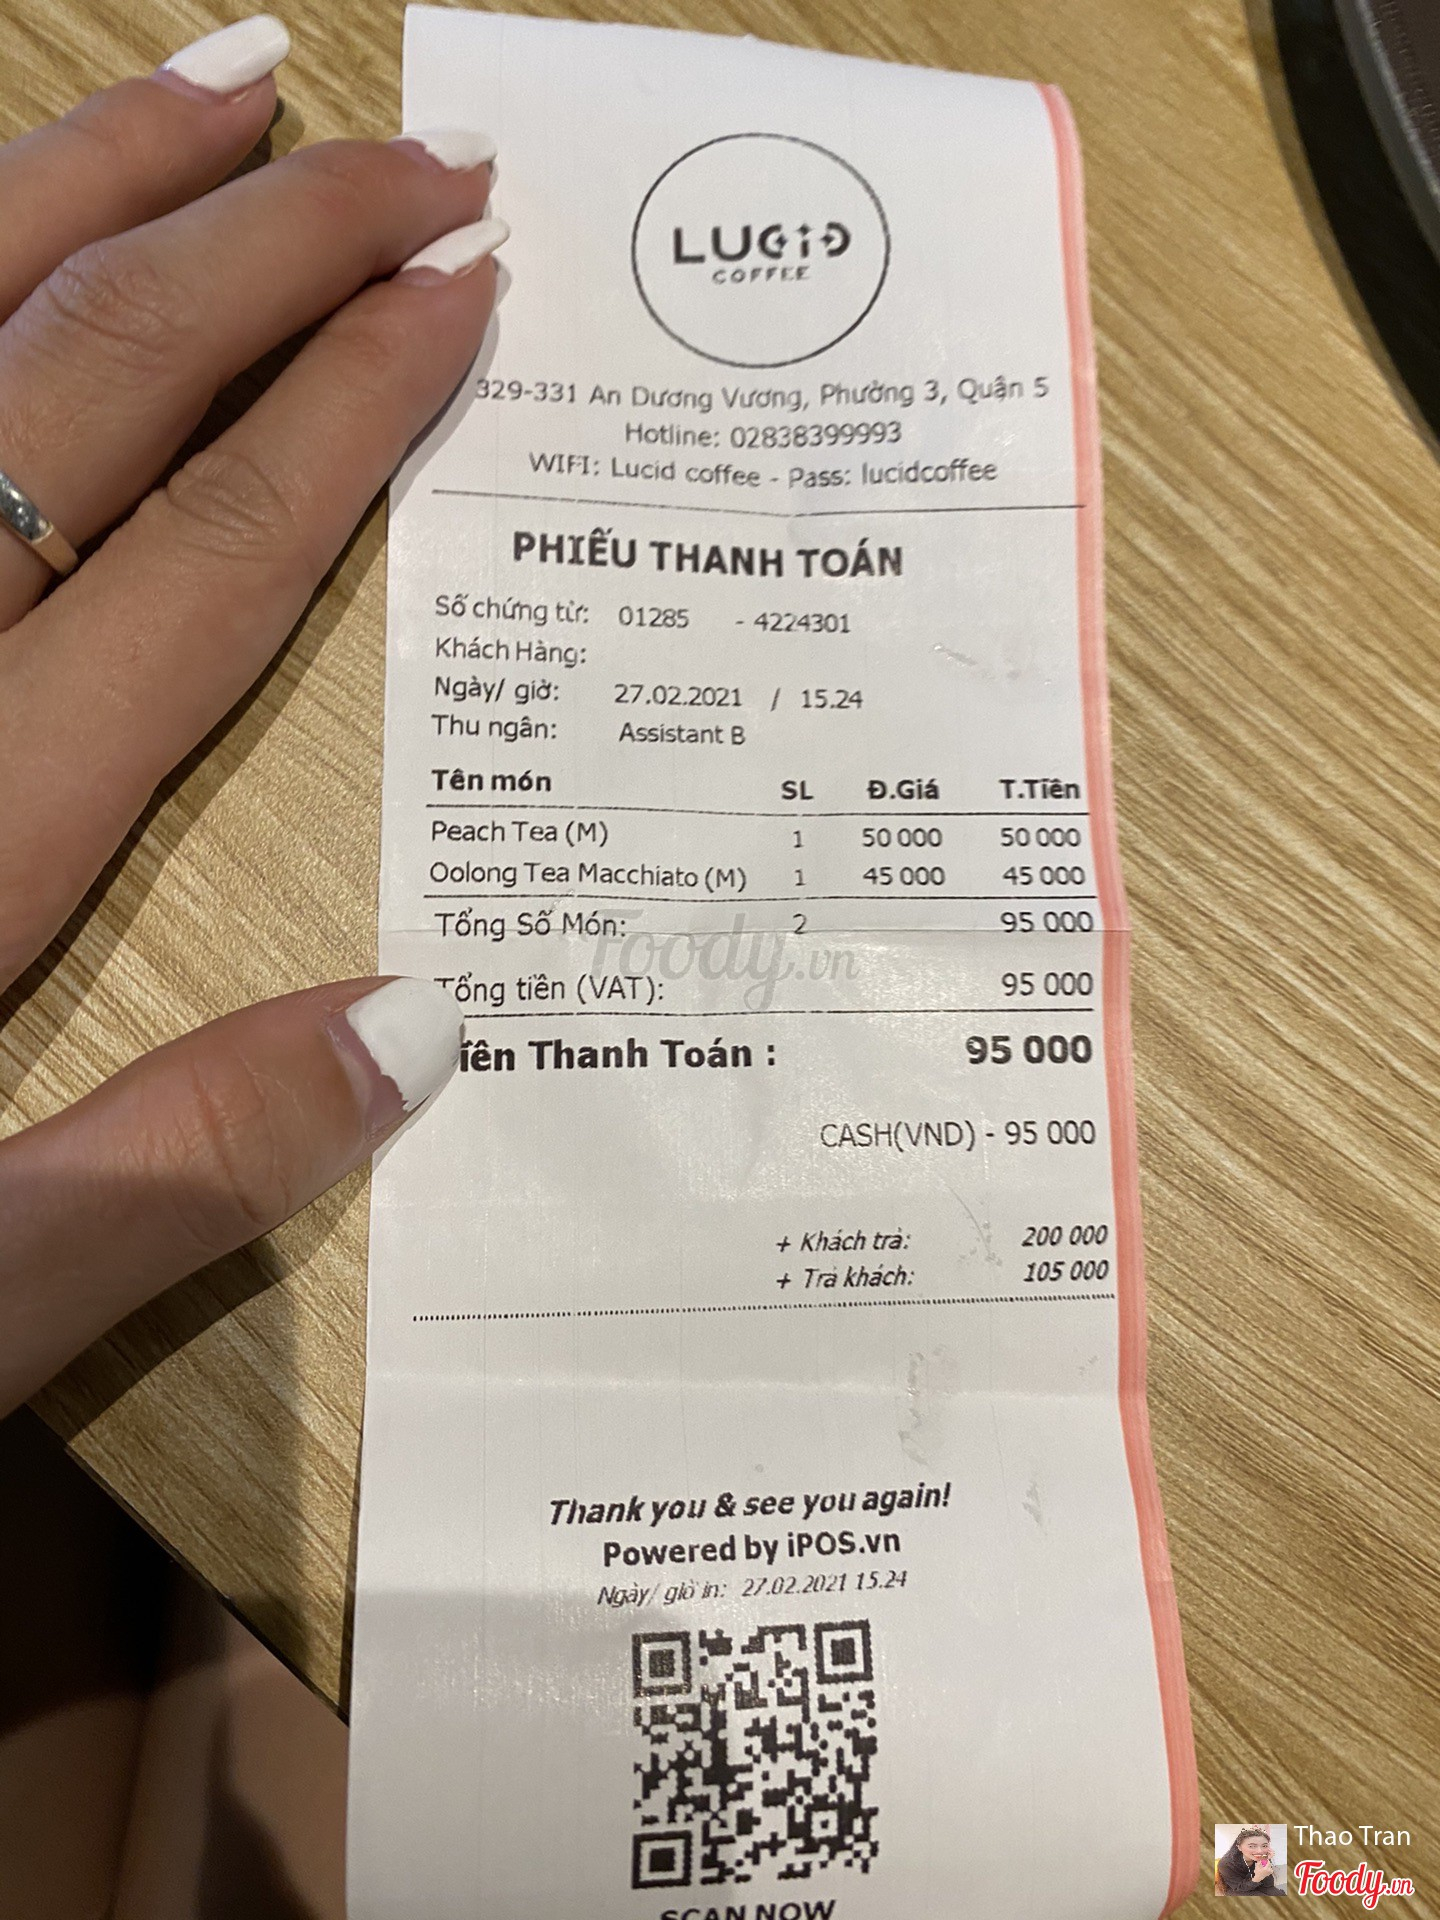 LUCID
COFFEE
329-331 An Dương Vương, Phường 3, Quận 5
Hotline: 02838399993
WIFI: Lucid coffee - Pass: lucidcoffee
PHIẾU THANH TOÁN
Số chứng từ: 01285 - 4224301
Khách Hàng:
Ngày/ giờ: 27.02.2021 / 15.24
Thu ngân: Assistant B
Tên món SL Đ.Giá T.Tiền
Peach Tea (M) 1 50 000 50 000
Oolong Tea Macchiato (M) 1 45 000 45 000
Tổng Số Món: 2 95 000
Foody.vn
Tổng tiền (VAT): 95 000
iền Thanh Toán : 95 000
CASH(VND) - 95 000
+ Khách trả: 200 000
+ Trả khách: 105 000
Thank you & see you again!
Powered by iPOS.vn
Ngày/ giờ in: 27.02.2021 15.24
SCAN NOW
Thao Tran
Foody.vn